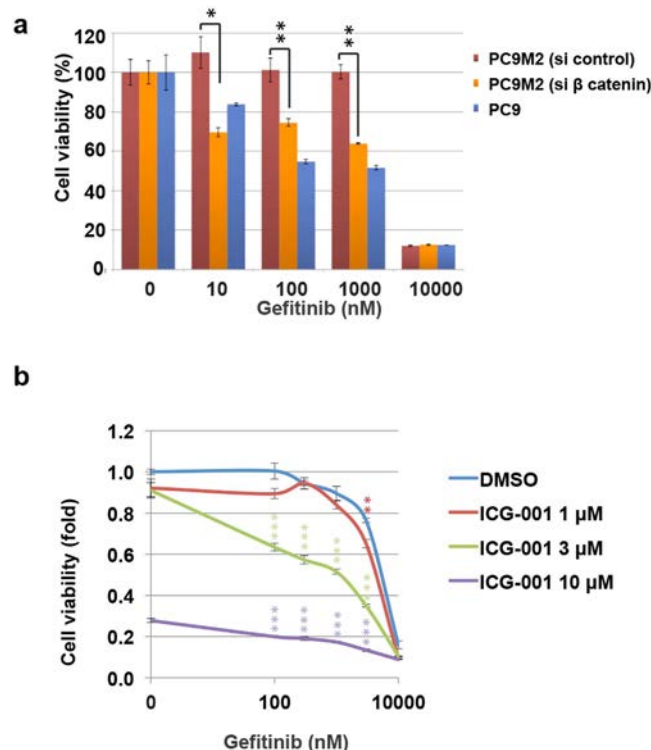 a
Cell viability (%)
120
100
80
60
40
20
0
*
**
**
PC9M2 (si control)
PC9M2 (si β catenin)
PC9
0 10 100 1000 10000
Gefitinib (nM)
b
Cell viability (fold)
1.2
1.0
0.8
0.6
0.4
0.2
0.0
**
*** *** *** ***
*** *** *** ***
DMSO
ICG-001 1 μM
ICG-001 3 μM
ICG-001 10 μM
0 100 10000
Gefitinib (nM)